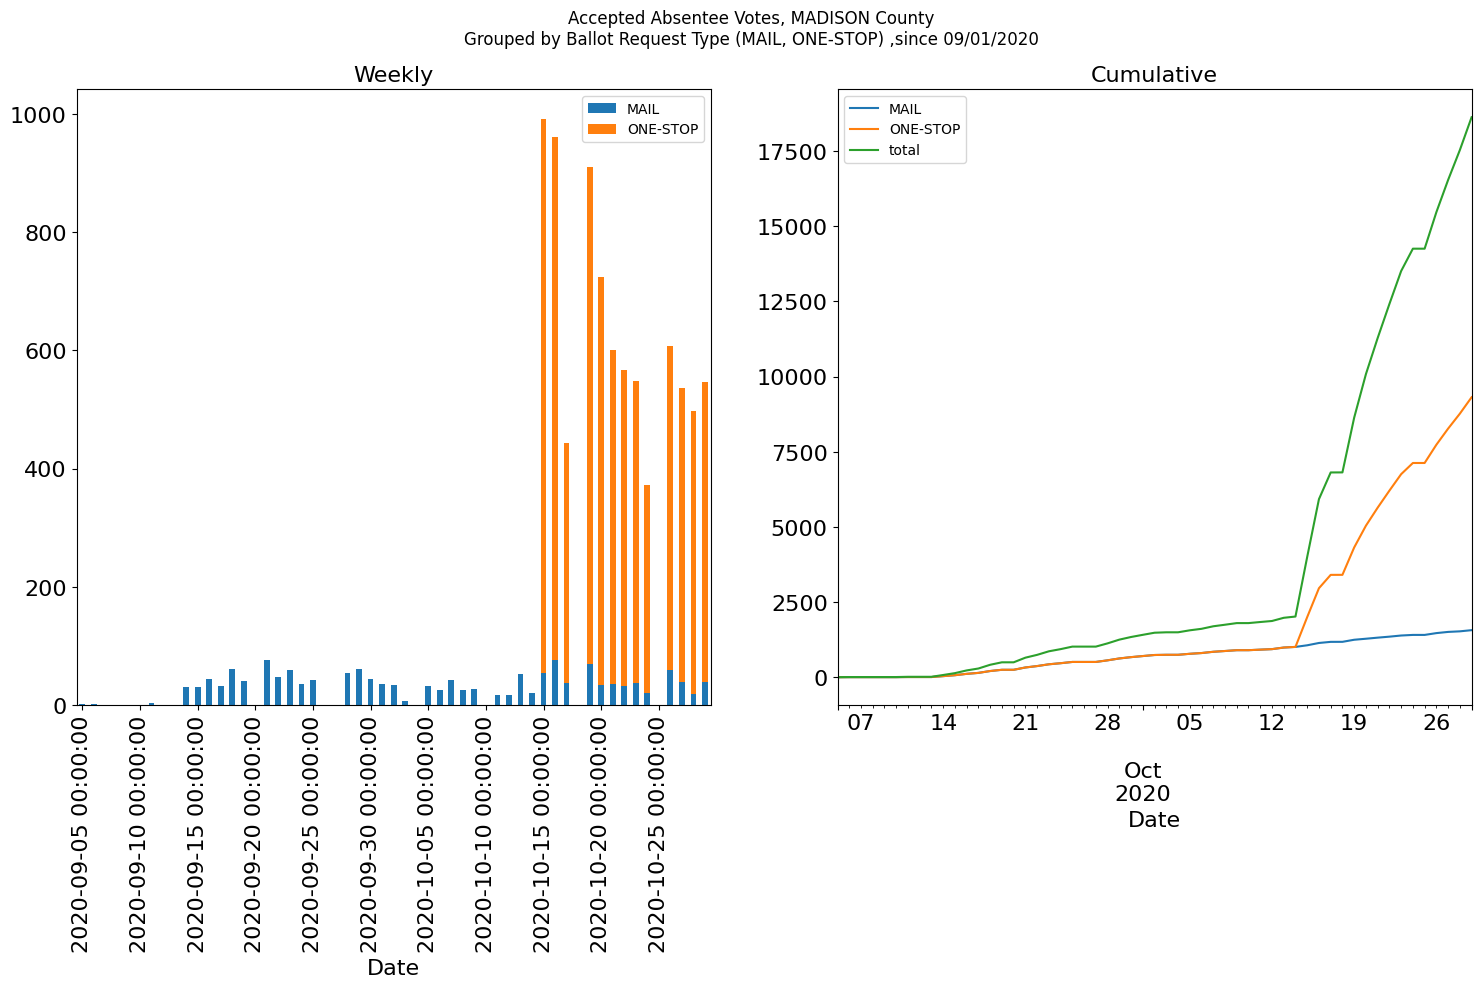 Accepted Absentee Votes, MADISON County
Grouped by Ballot Request Type (MAIL, ONE-STOP) ,since 09/01/2020
Weekly
MAIL
ONE-STOP
1000
800
600
400
200
0
2020-09-05 00:00:00
2020-09-10 00:00:00
2020-09-15 00:00:00
2020-09-20 00:00:00
2020-09-25 00:00:00
2020-09-30 00:00:00
2020-10-05 00:00:00
2020-10-10 00:00:00
2020-10-15 00:00:00
2020-10-20 00:00:00
2020-10-25 00:00:00
Date
Cumulative
MAIL
ONE-STOP
total
17500
15000
12500
10000
7500
5000
2500
0
07 14 21 28 05 12 19 26
Oct
2020
Date